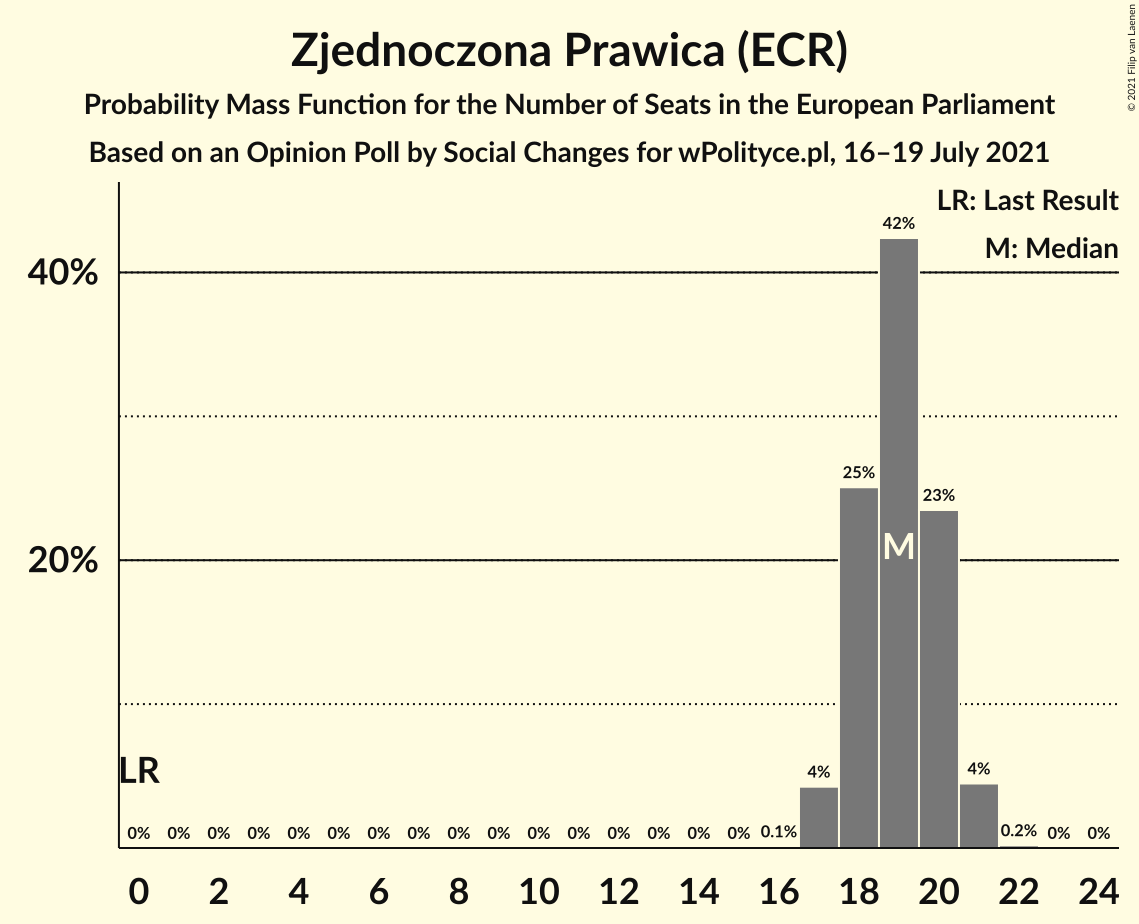 Zjednoczona Prawica (ECR)
Probability Mass Function for the Number of Seats in the European Parliament
Based on an Opinion Poll by Social Changes for wPolityce.pl, 16–19 July 2021
© 2021 Filip van Laenen
LR: Last Result
M: Median
40%
20%
42%
25%
23%
M
LR
4%
4%
0% 0% 0% 0% 0% 0% 0% 0% 0% 0% 0% 0% 0% 0% 0% 0% 0.1% 0.2% 0% 0%
0 2 4 6 8 10 12 14 16 18 20 22 24